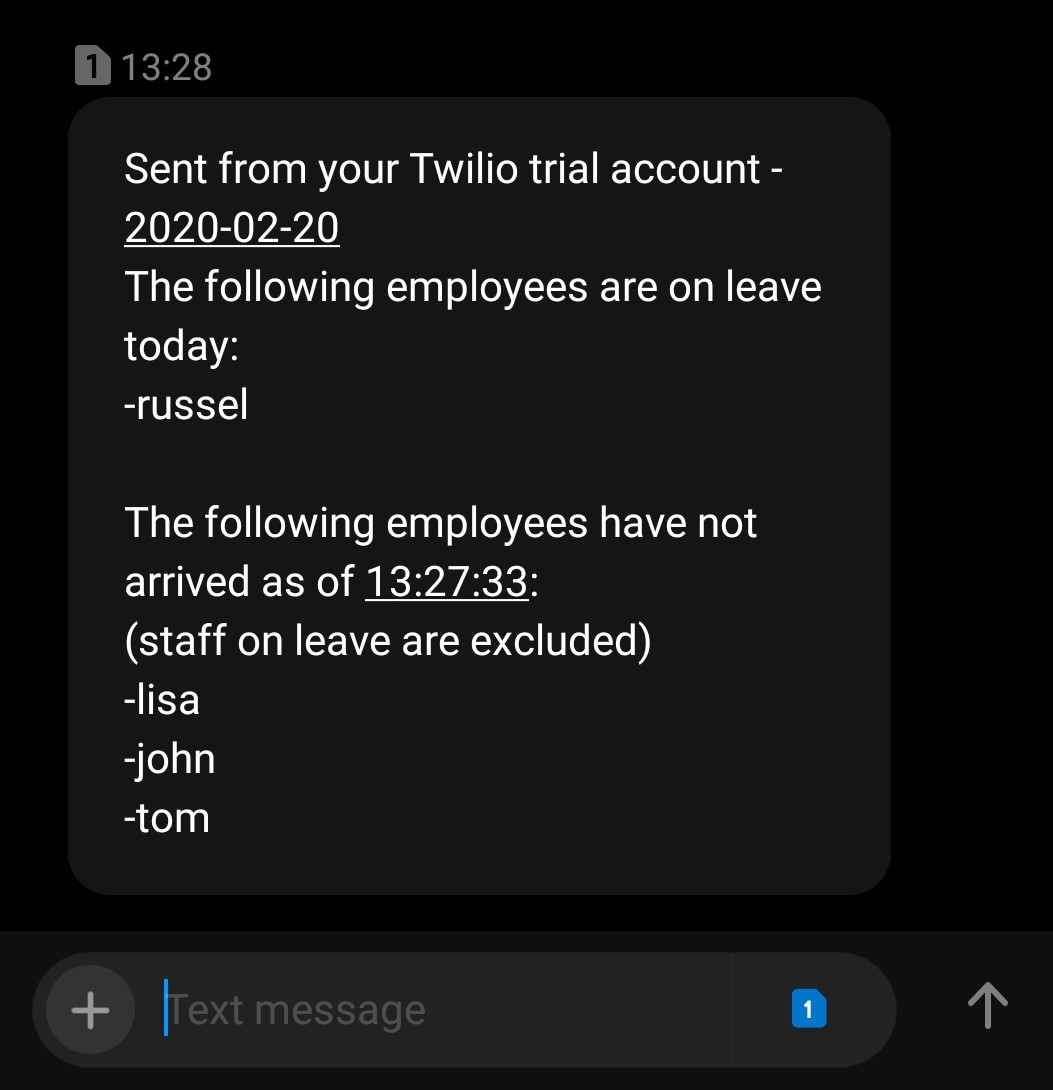 1 13:28
Sent from your Twilio trial account -
2020-02-20
The following employees are on leave
today:
-russel
The following employees have not
arrived as of 13:27:33:
(staff on leave are excluded)
-lisa
-john
-tom
Text message
1